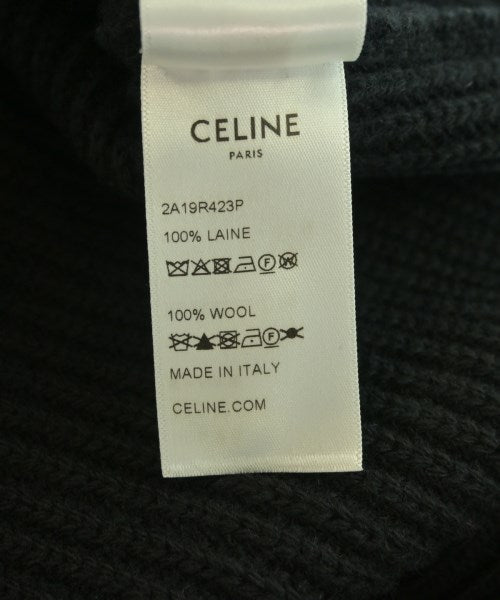 CELINE
PARIS
2A19R423P
100% LAINE
100% WOOL
MADE IN ITALY
CELINE.COM